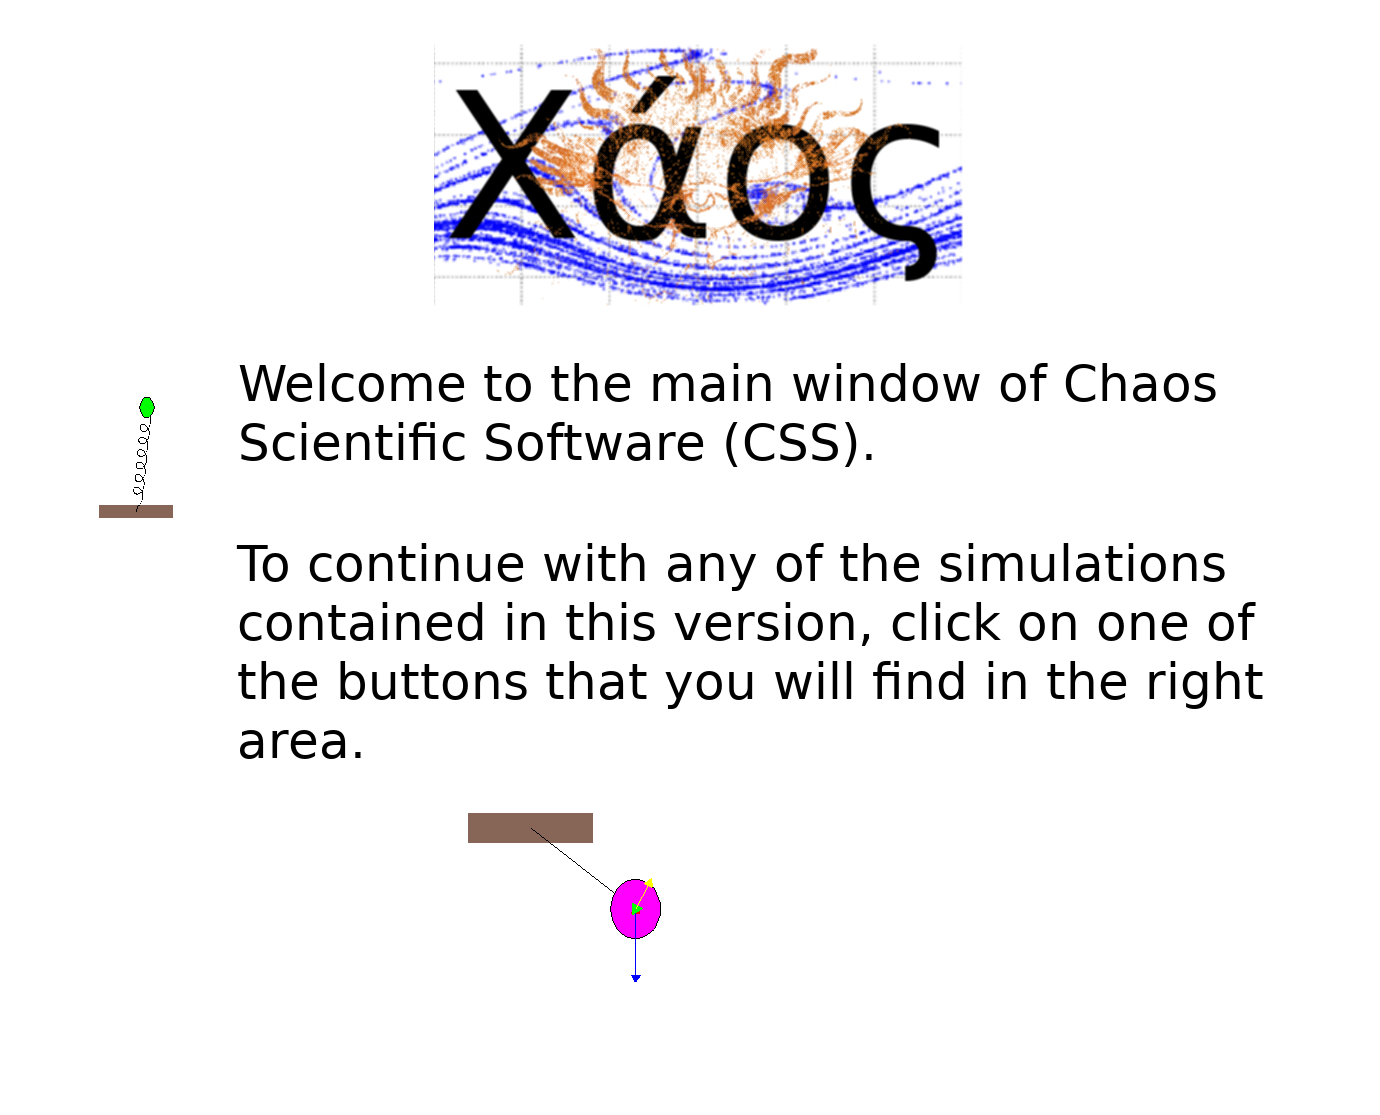 Χάος
Welcome to the main window of Chaos
Scientific Software (CSS).
To continue with any of the simulations
contained in this version, click on one of
the buttons that you will find in the right
area.